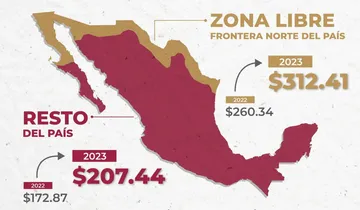 ZONA LIBRE
FRONTERA NORTE DEL PAÍS
2023
$312.41
2022
$260.34
RESTO
DEL PAÍS
2023
$207.44
2022
$172.87